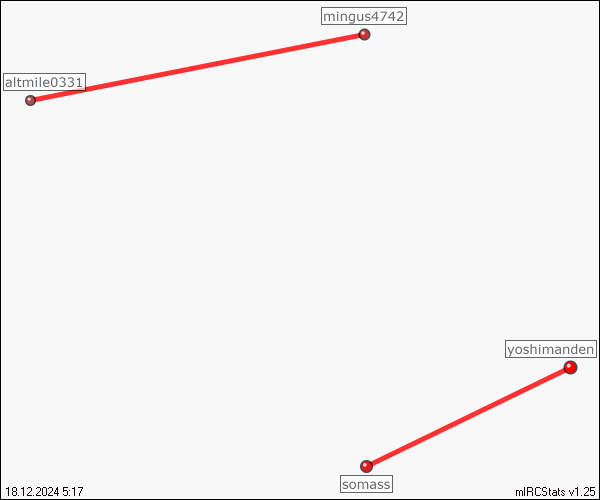 mingus4742
altmile0331
yoshimanden
somass
18.12.2024 5:17
mIRCStats v1.25